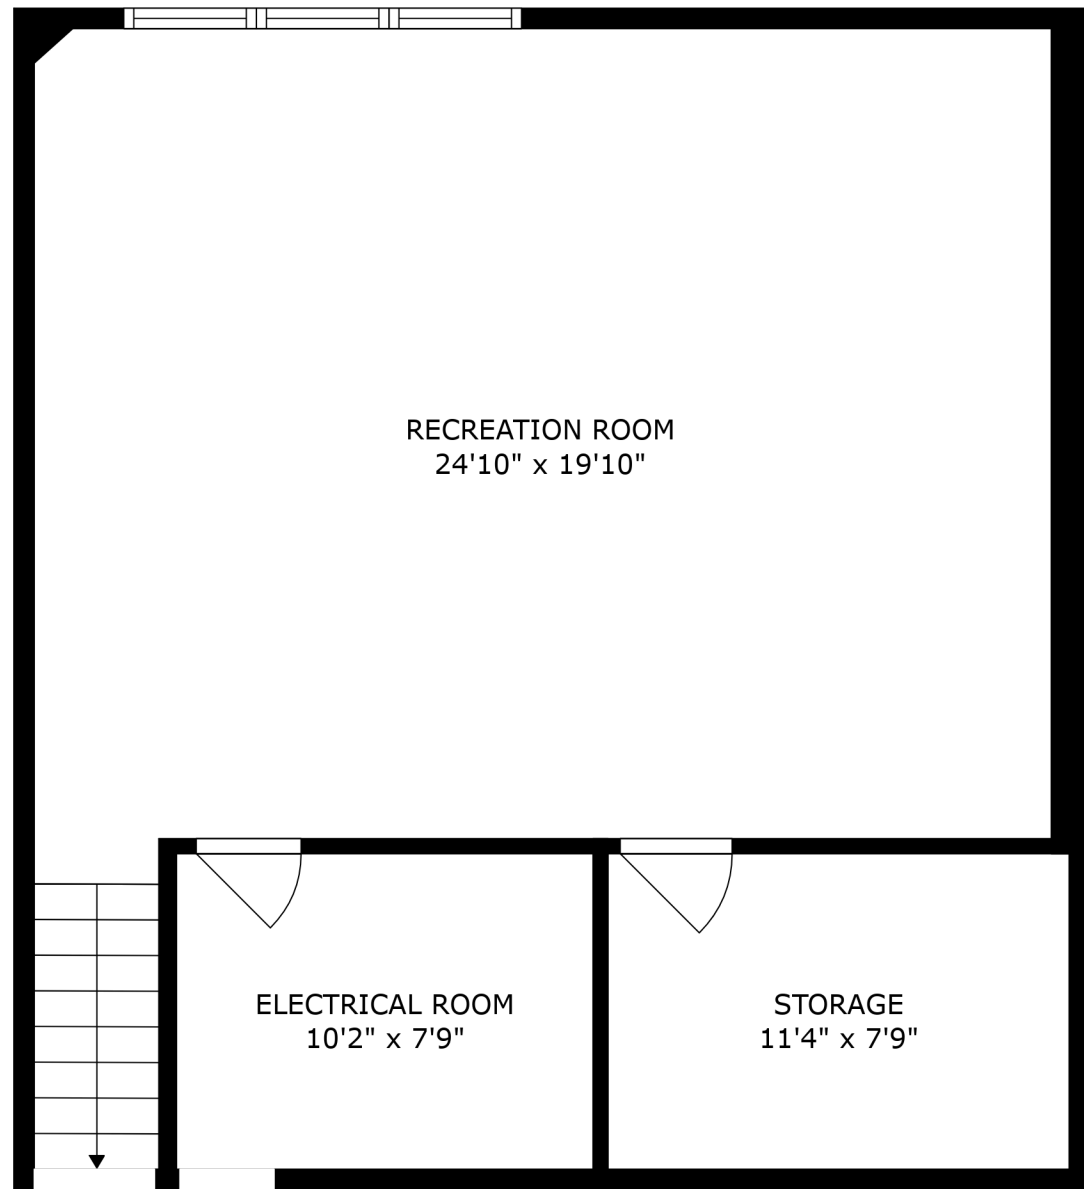 RECREATION ROOM
24'10" x 19'10"
ELECTRICAL ROOM
10'2" x 7'9"
STORAGE
11'4" x 7'9"